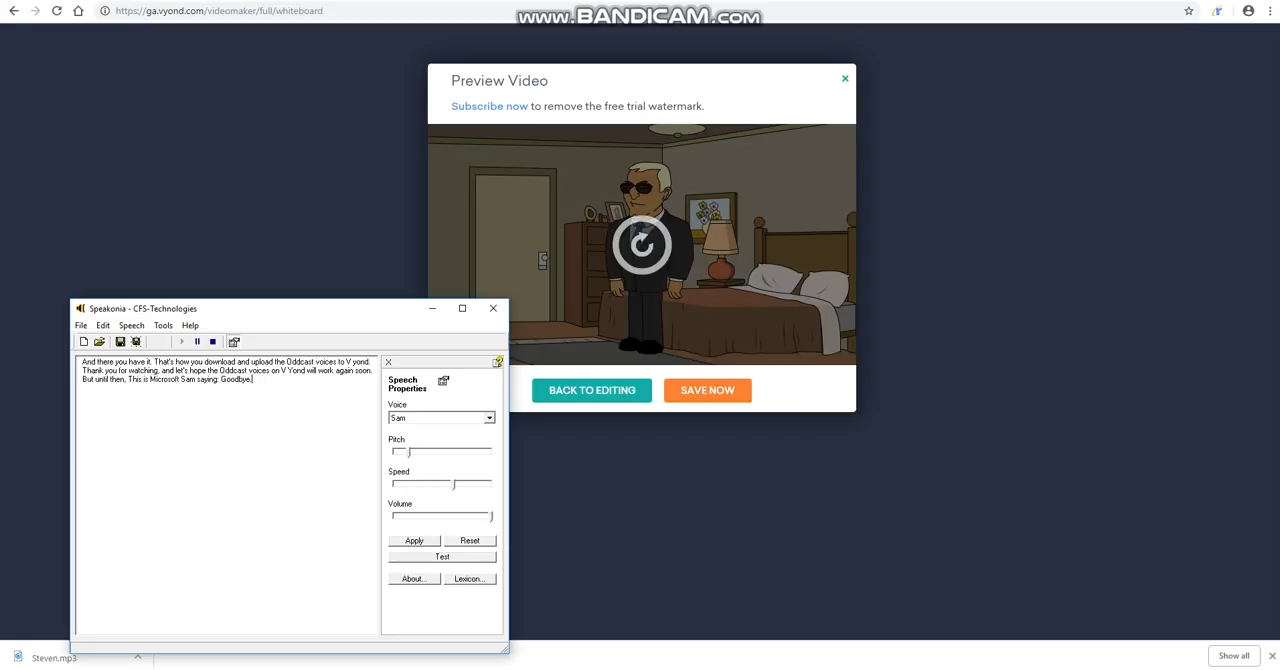 https://ga.vyond.com/videomaker/full/whiteboard
www.BANDICAM.com
Preview Video
×
Subscribe now to remove the free trial watermark.
BACK TO EDITING
SAVE NOW
Speakonia - CFS-Technologies
File Edit Speech Tools Help
And there you have it. That's how you download and upload the Oddcast voices to V yond.
Thank you for watching, and let's hope the Oddcast voices on V Yond will work again soon.
But until then, This is Microsoft Sam saying: Goodbye.
Speech
Properties
Voice
Sam
Pitch
Speed
Volume
Apply Reset
Test
About... Lexicon...
Steven.mp3
Show all